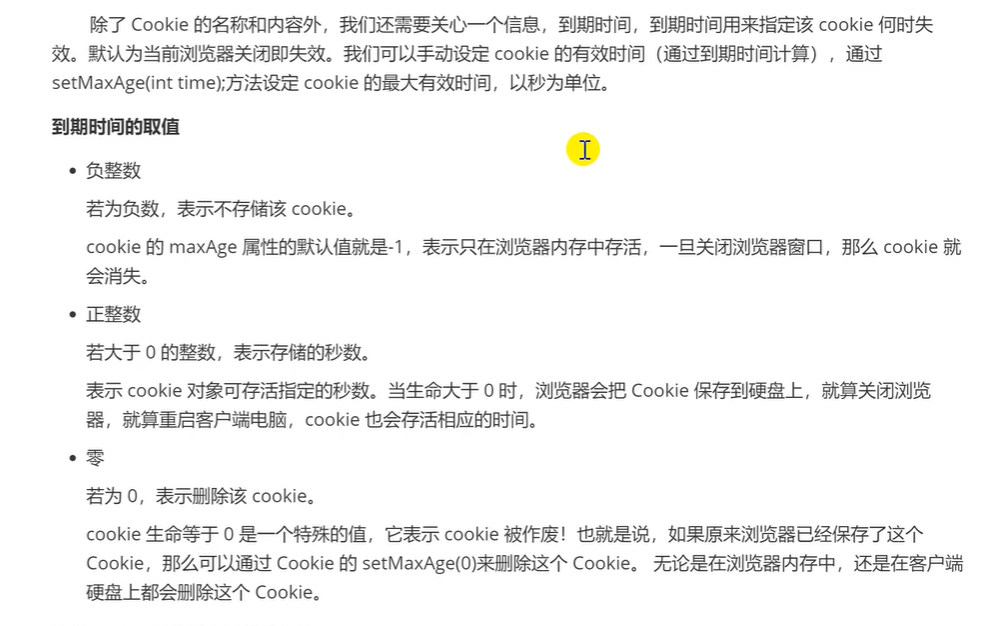 除了 Cookie 的名称和内容外，我们还需要关心一个信息，到期时间，到期时间用来指定该 cookie 何时失
效。默认为当前浏览器关闭即失效。我们可以手动设定 cookie 的有效时间（通过到期时间计算），通过
setMaxAge(int time);方法设定 cookie 的最大有效时间，以秒为单位。
到期时间的取值
• 负整数
若为负数，表示不存储该 cookie。
cookie 的 maxAge 属性的默认值就是-1，表示只在浏览器内存中存活，一旦关闭浏览器窗口，那么 cookie 就
会消失。
• 正整数
若大于 0 的整数，表示存储的秒数。
表示 cookie 对象可存活指定的秒数。当生命大于 0 时，浏览器会把 Cookie 保存到硬盘上，就算关闭浏览
器，就算重启客户端电脑，cookie 也会存活相应的时间。
• 零
若为 0，表示删除该 cookie。
cookie 生命等于 0 是一个特殊的值，它表示 cookie 被作废！也就是说，如果原来浏览器已经保存了这个
Cookie，那么可以通过 Cookie 的 setMaxAge(0)来删除这个 Cookie。 无论是在浏览器内存中，还是在客户端
硬盘上都会删除这个 Cookie。